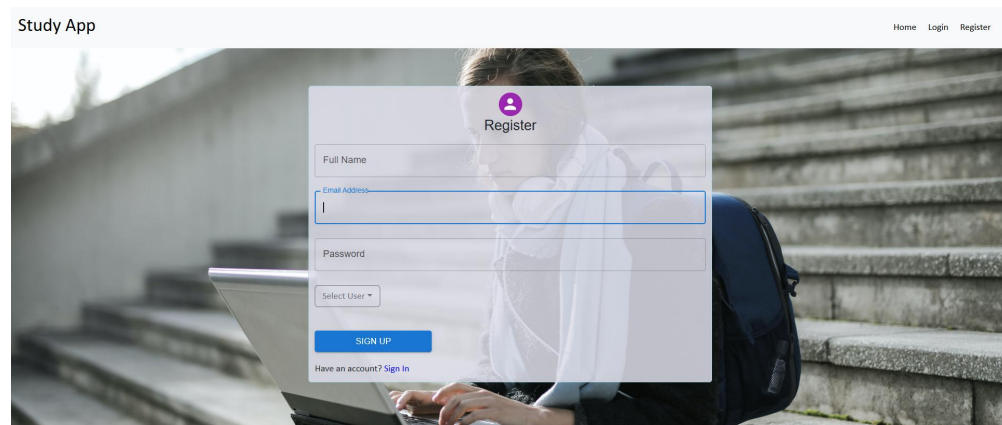 Study App
Home Login Register
Register
Full Name
Email Address
Password
Select User
SIGN UP
Have an account? Sign In